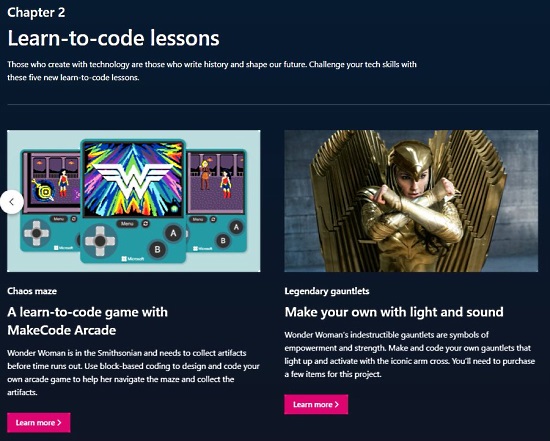 Chapter 2
Learn-to-code lessons
Those who create with technology are those who write history and shape our future. Challenge your tech skills with
these five new learn-to-code lessons.
Menu
A
B
Microsoft
Chaos maze
A learn-to-code game with
MakeCode Arcade
Wonder Woman is in the Smithsonian and needs to collect artifacts
before time runs out. Use block-based coding to design and code your
own arcade game to help her navigate the maze and collect the
artifacts.
Learn more
Legendary gauntlets
Make your own with light and sound
Wonder Woman's indestructible gauntlets are symbols of
empowerment and strength. Make and code your own gauntlets that
light up and activate with the iconic arm cross. You'll need to purchase
a few items for this project.
Learn more